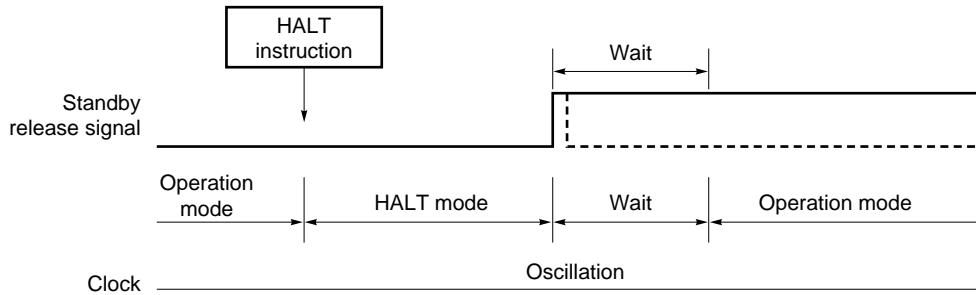 HALT
instruction
Wait
Standby
release signal
Operation
mode
HALT mode
Wait
Operation mode
Oscillation
Clock